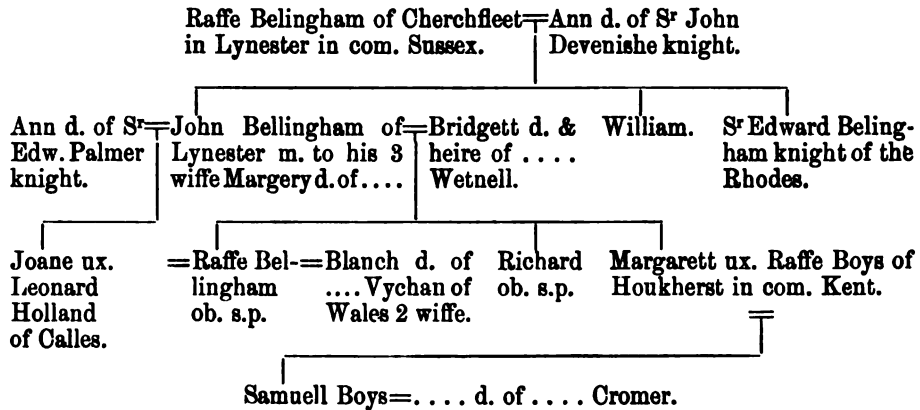 Raffe Belingham of Cherchfleet=Ann d. of Sʳ John
in Lynester in com. Sussex. Devenishe knight.
Ann d. of Sʳ=John Bellingham of=Bridgett d. & William. Sʳ Edward Beling-
Edw. Palmer Lynester m. to his 3 heire of .... ham knight of the
knight. wiffe Margery d. of .... Wetnell. Rhodes.
Joane ux. =Raffe Bel-=Blanch d. of Richard Margarett ux. Raffe Boys of
Leonard lingham .... Vychan of ob. s.p. Houkherst in com. Kent.
Holland ob. s.p. Wales 2 wiffe. =
of Calles.
Samuell Boys=.... d. of .... Cromer.